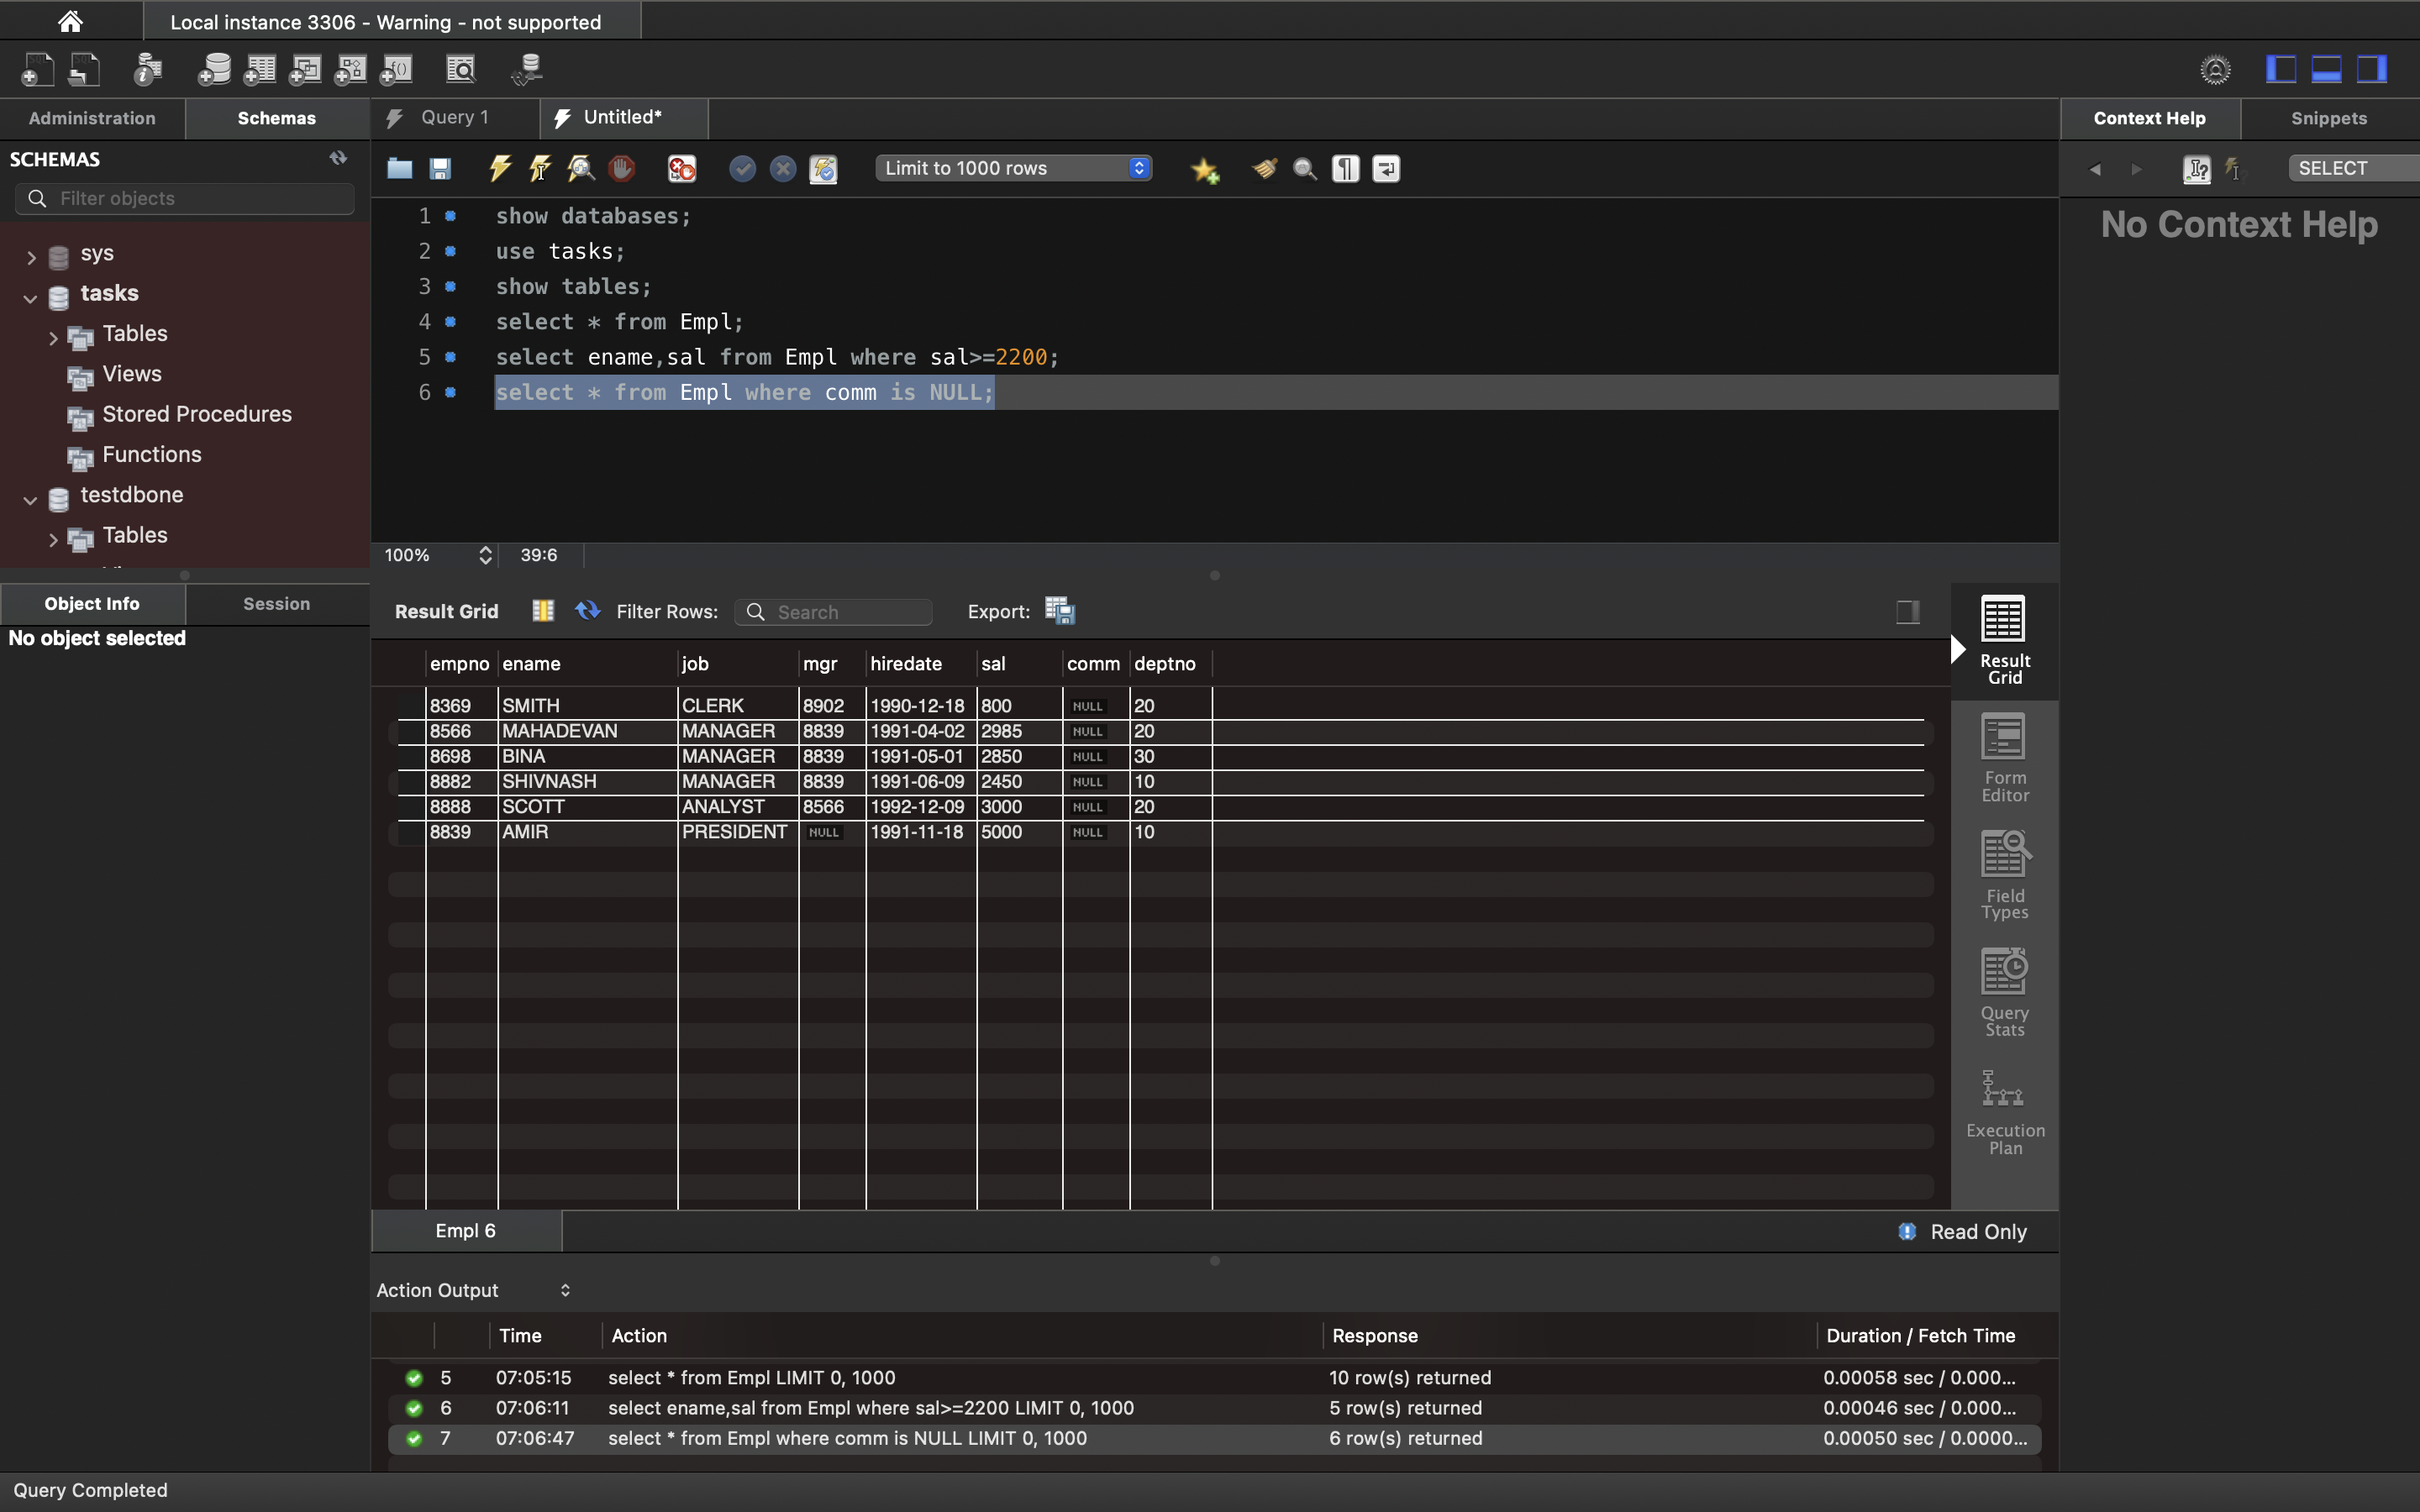 Local instance 3306 - Warning - not supported
Administration Schemas
Query 1 Untitled*
Context Help Snippets
SCHEMAS
Filter objects
Limit to 1000 rows
SELECT
No Context Help
sys
tasks
Tables
Views
Stored Procedures
Functions
testdbone
Tables
1 show databases;
2 use tasks;
3 show tables;
4 select * from Empl;
5 select ename,sal from Empl where sal>=2200;
6 select * from Empl where comm is NULL;
100% 39:6
Object Info Session
No object selected
Result Grid Filter Rows: Search Export:
empno ename job mgr hiredate sal comm deptno
8369 SMITH CLERK 8902 1990-12-18 800 NULL 20
8566 MAHADEVAN MANAGER 8839 1991-04-02 2985 NULL 20
8698 BINA MANAGER 8839 1991-05-01 2850 NULL 30
8882 SHIVNASH MANAGER 8839 1991-06-09 2450 NULL 10
8888 SCOTT ANALYST 8566 1992-12-09 3000 NULL 20
8839 AMIR PRESIDENT NULL 1991-11-18 5000 NULL 10
Result
Grid
Form
Editor
Field
Types
Query
Stats
Execution
Plan
Empl 6 Read Only
Action Output
Time Action Response Duration / Fetch Time
5 07:05:15 select * from Empl LIMIT 0, 1000 10 row(s) returned 0.00058 sec / 0.000...
6 07:06:11 select ename,sal from Empl where sal>=2200 LIMIT 0, 1000 5 row(s) returned 0.00046 sec / 0.000...
7 07:06:47 select * from Empl where comm is NULL LIMIT 0, 1000 6 row(s) returned 0.00050 sec / 0.0000...
Query Completed